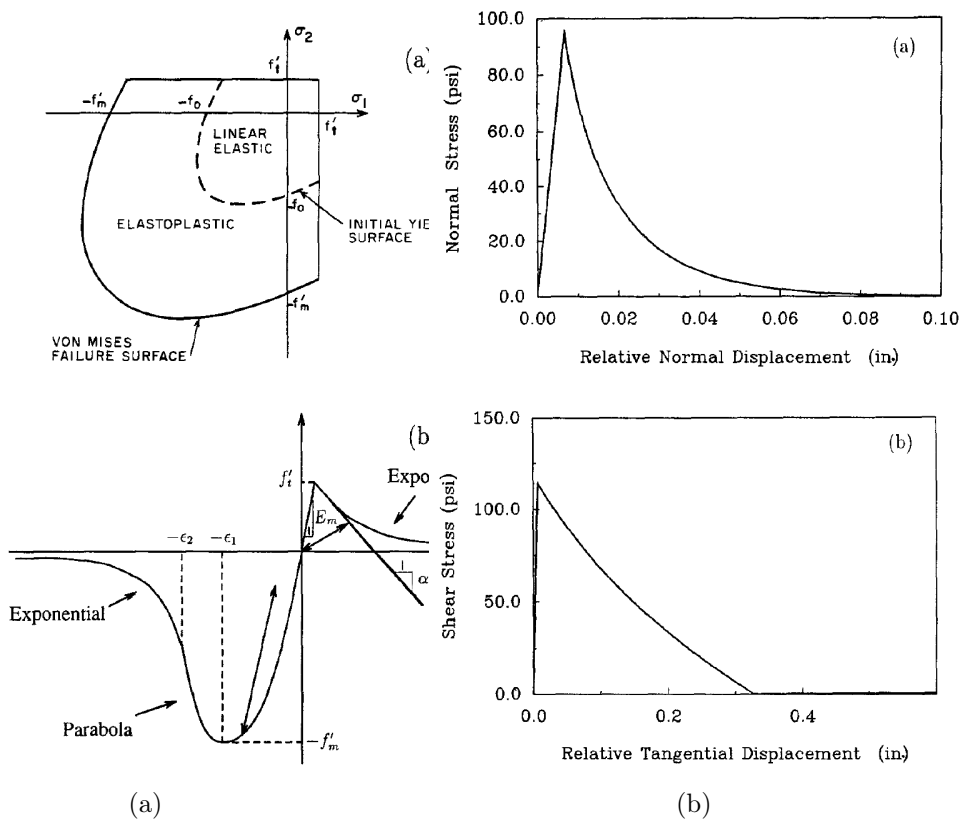 σ₂
(a)
f′t
−f′m
−f₀
σ₁
f′t
LINEAR
ELASTIC
−f₀
ELASTOPLASTIC
INITIAL YIE
SURFACE
−f′m
VON MISES
FAILURE SURFACE
(a)
Normal Stress (psi)
100.0
80.0
60.0
40.0
20.0
0.0
0.00 0.02 0.04 0.06 0.08 0.10
Relative Normal Displacement (in.)
(b
f′t
Expo
1
E_m
−ϵ₂ −ϵ₁
1
α
Exponential
Parabola
−f′m
(b)
Shear Stress (psi)
150.0
100.0
50.0
0.0
0.0 0.2 0.4
Relative Tangential Displacement (in.)
(a) (b)